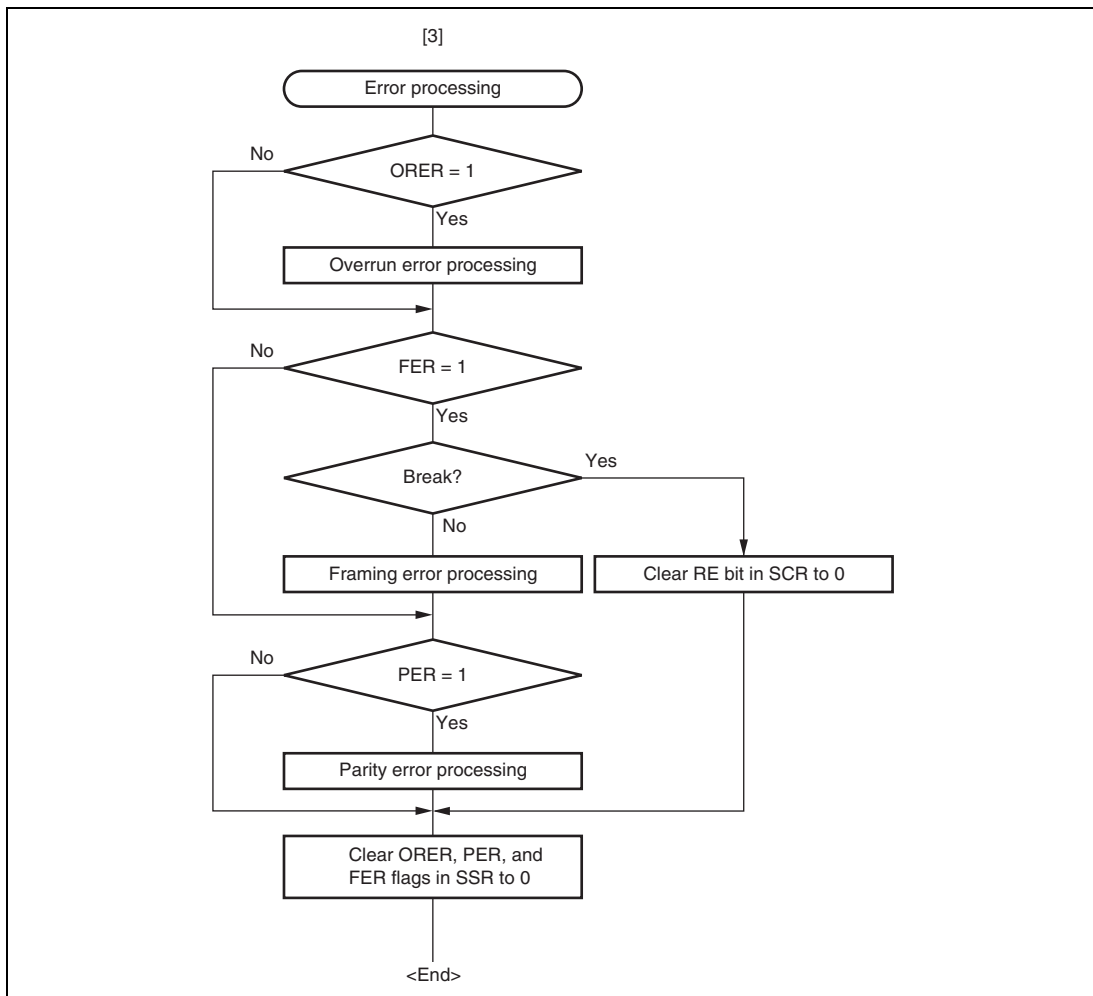 [3]
Error processing
No
ORER = 1
Yes
Overrun error processing
No
FER = 1
Yes
Break?
Yes
No
Framing error processing
Clear RE bit in SCR to 0
No
PER = 1
Yes
Parity error processing
Clear ORER, PER, and
FER flags in SSR to 0
<End>